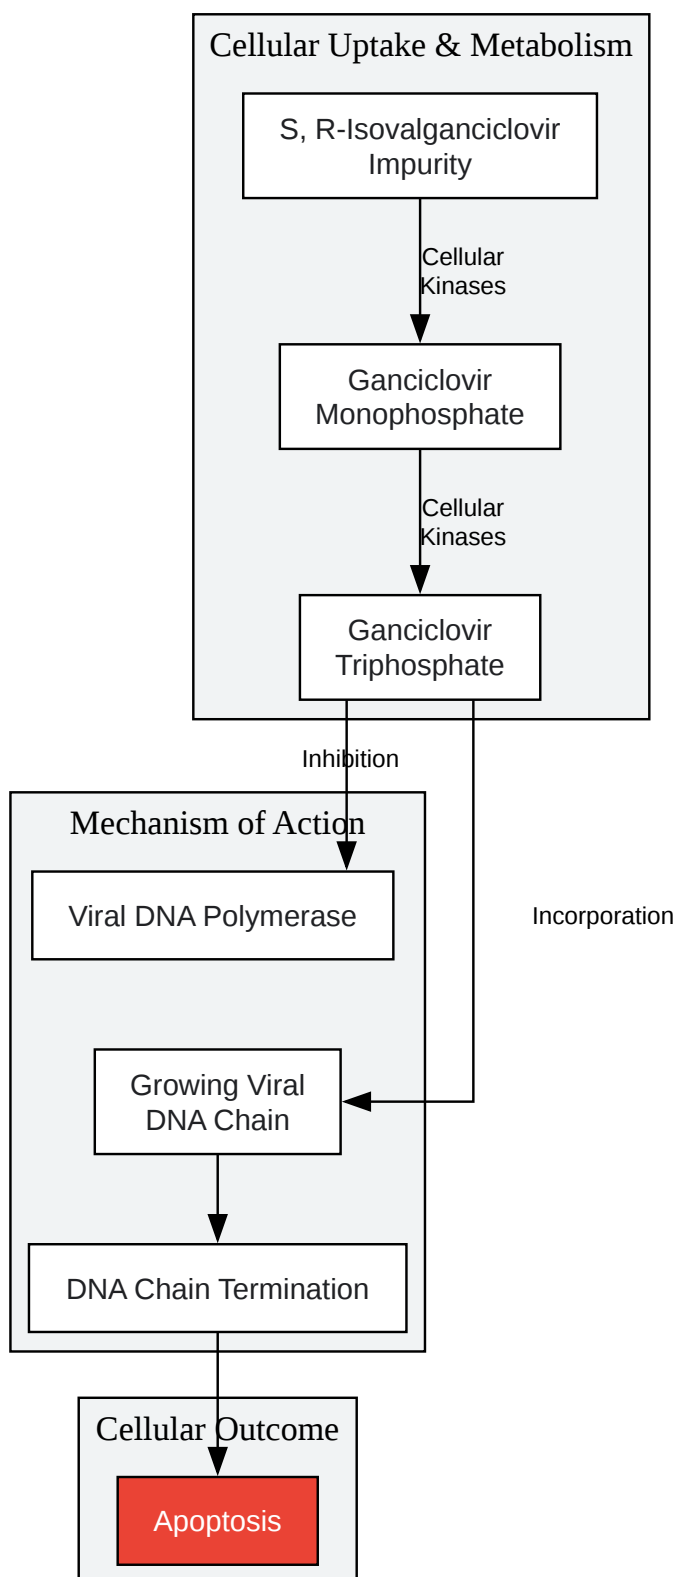 Cellular Uptake & Metabolism
S, R-Isovalganciclovir
Impurity
Cellular
Kinases
Ganciclovir
Monophosphate
Cellular
Kinases
Ganciclovir
Triphosphate
Inhibition
Mechanism of Action
Viral DNA Polymerase
Incorporation
Growing Viral
DNA Chain
DNA Chain Termination
Cellular Outcome
Apoptosis